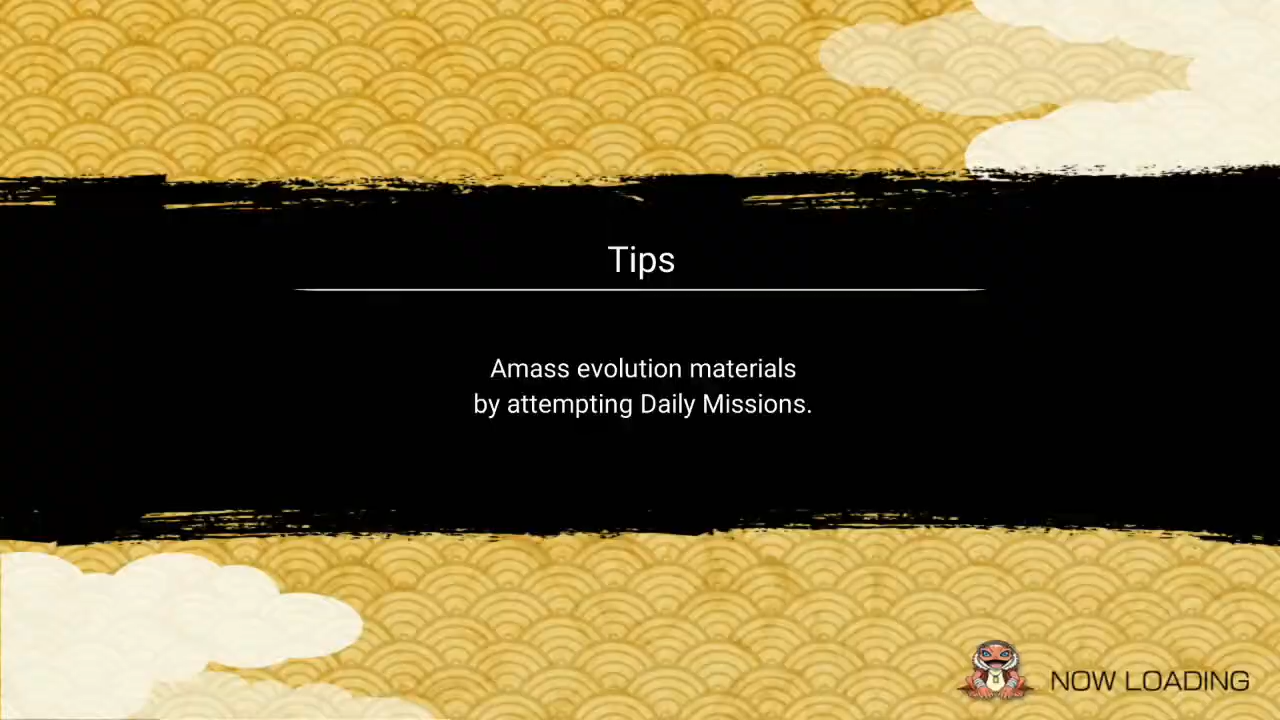 Tips
Amass evolution materials
by attempting Daily Missions.
NOW LOADING